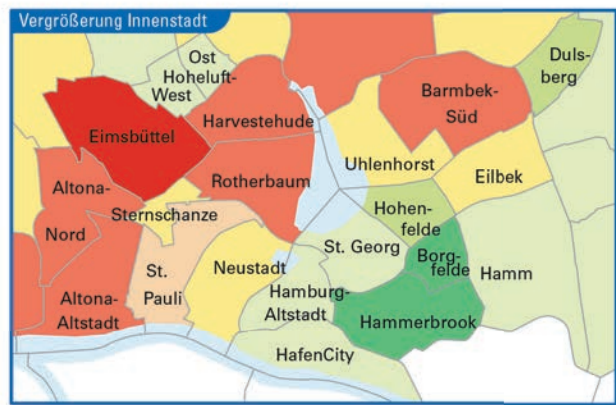 Vergrößerung Innenstadt
Ost
Hoheluft-
West
Duls-
berg
Eimsbüttel
Harvestehude
Barmbek-
Süd
Uhlenhorst
Eilbek
Altona-
Nord
Rotherbaum
Sternschanze
Hohen-
felde
St. Georg
Borg-
felde
Hamm
St.
Pauli
Neustadt
Hamburg-
Altstadt
Altona-
Altstadt
Hammerbrook
HafenCity